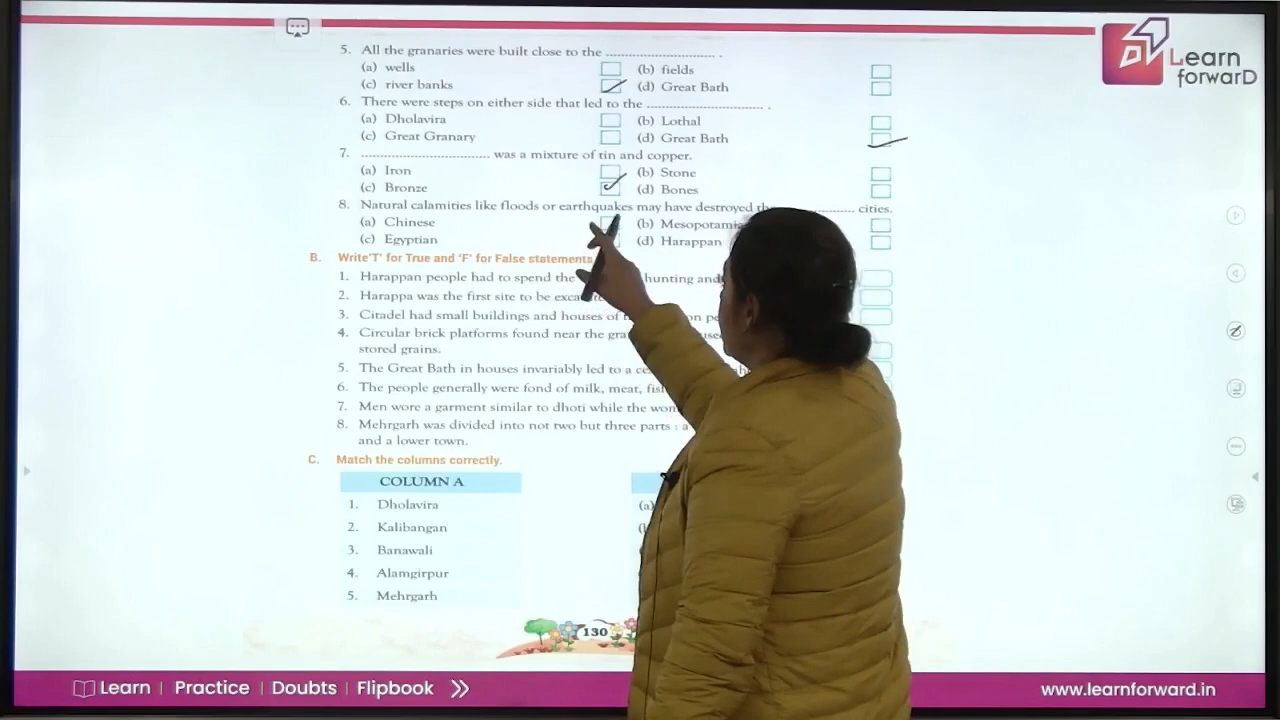 Learn
forwarD
5. All the granaries were built close to the ............................ .
(a) wells (b) fields
(c) river banks (d) Great Bath
6. There were steps on either side that led to the .............................. .
(a) Dholavira (b) Lothal
(c) Great Granary (d) Great Bath
7. ................................. was a mixture of tin and copper.
(a) Iron (b) Stone
(c) Bronze (d) Bones
8. Natural calamities like floods or earthquakes may have destroyed ............ cities.
(a) Chinese (b)
(c) Egyptian (d) Harappan
B. Write'T' for True and 'F' for False statements
1. Harappan people had to spend the hunting
2. Harappa was the first site to be
3. Citadel had small buildings and houses of
4. Circular brick platforms found near the
stored grains.
5. The Great Bath in houses invariably led to a
6. The people generally were fond of milk, meat,
7. Men wore a garment similar to dhoti while the
8. Mehrgarh was divided into not two but three parts :
and a lower town.
C. Match the columns correctly.
COLUMN A
1. Dholavira (a)
2. Kalibangan
3. Banawali
4. Alamgirpur
5. Mehrgarh
130
Learn | Practice | Doubts | Flipbook
www.learnforward.in